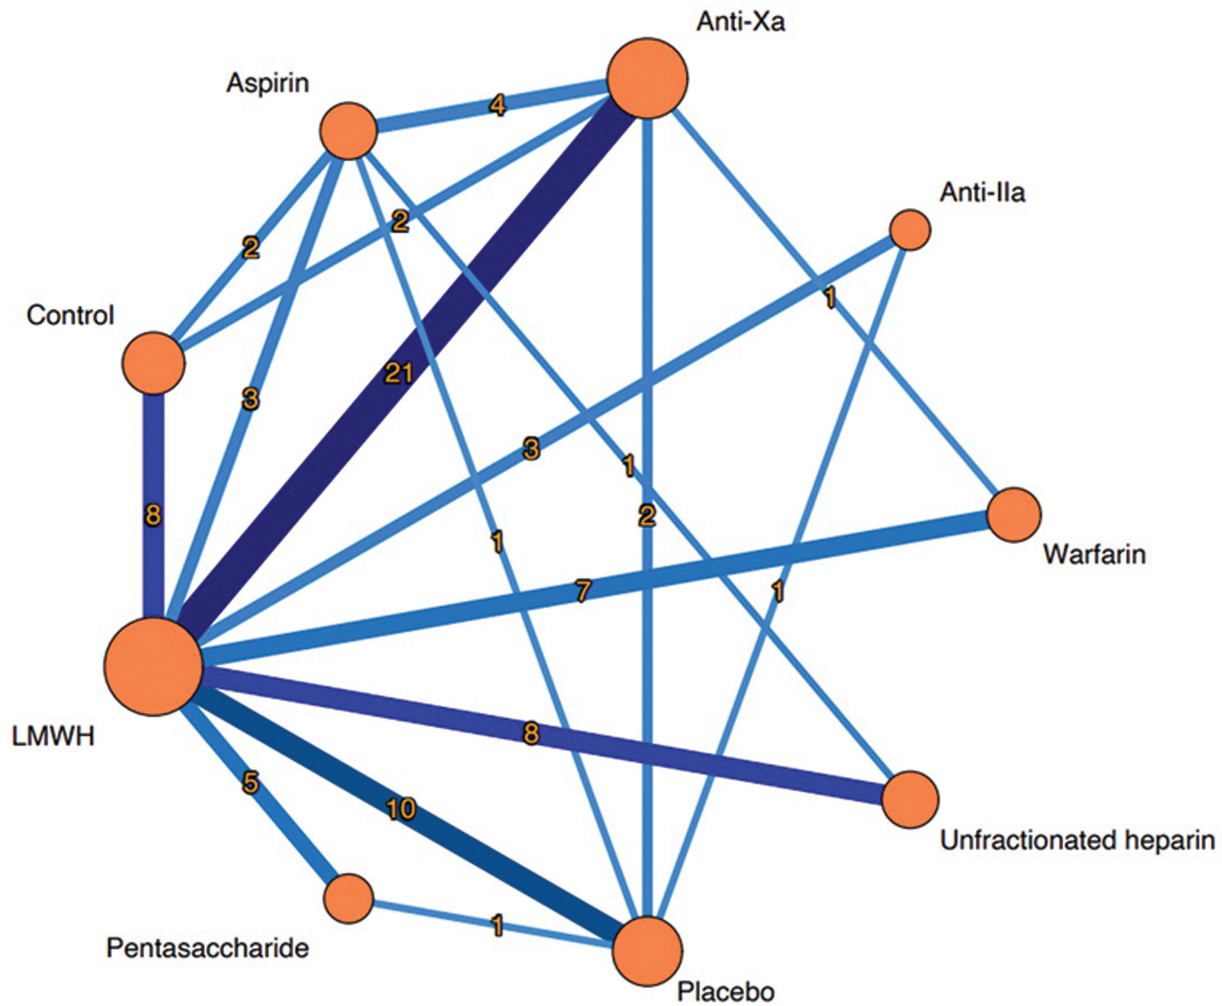 Anti-Xa
Aspirin
4
Anti-IIa
2
2
1
Control
21
3
3
1
8
2
1
Warfarin
7
1
8
LMWH
5
10
Unfractionated heparin
1
Pentasaccharide
Placebo